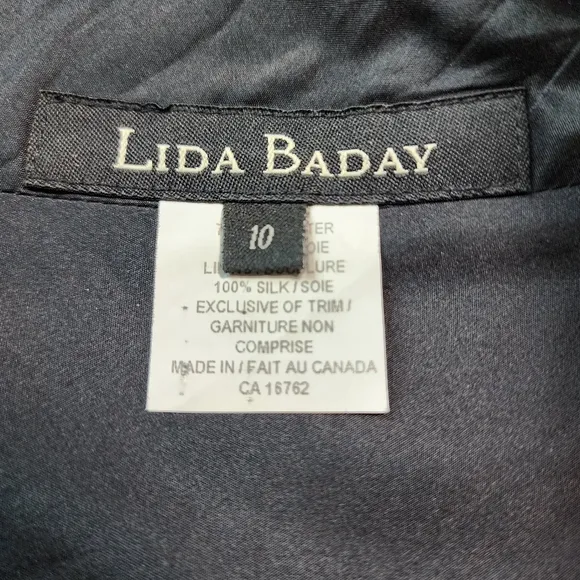 LIDA BADAY
10
100% SILK / SOIE
- EXCLUSIVE OF TRIM /
GARNITURE NON
COMPRISE
MADE IN / FAIT AU CANADA
CA 16762